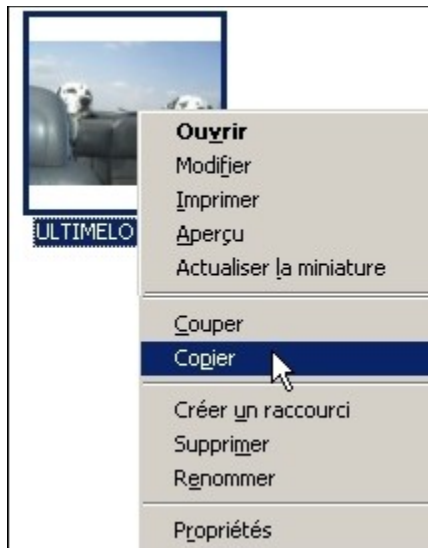 ULTIMELO
Ouvrir
Modifier
Imprimer
Aperçu
Actualiser la miniature
Couper
Copier
Créer un raccourci
Supprimer
Renommer
Propriétés